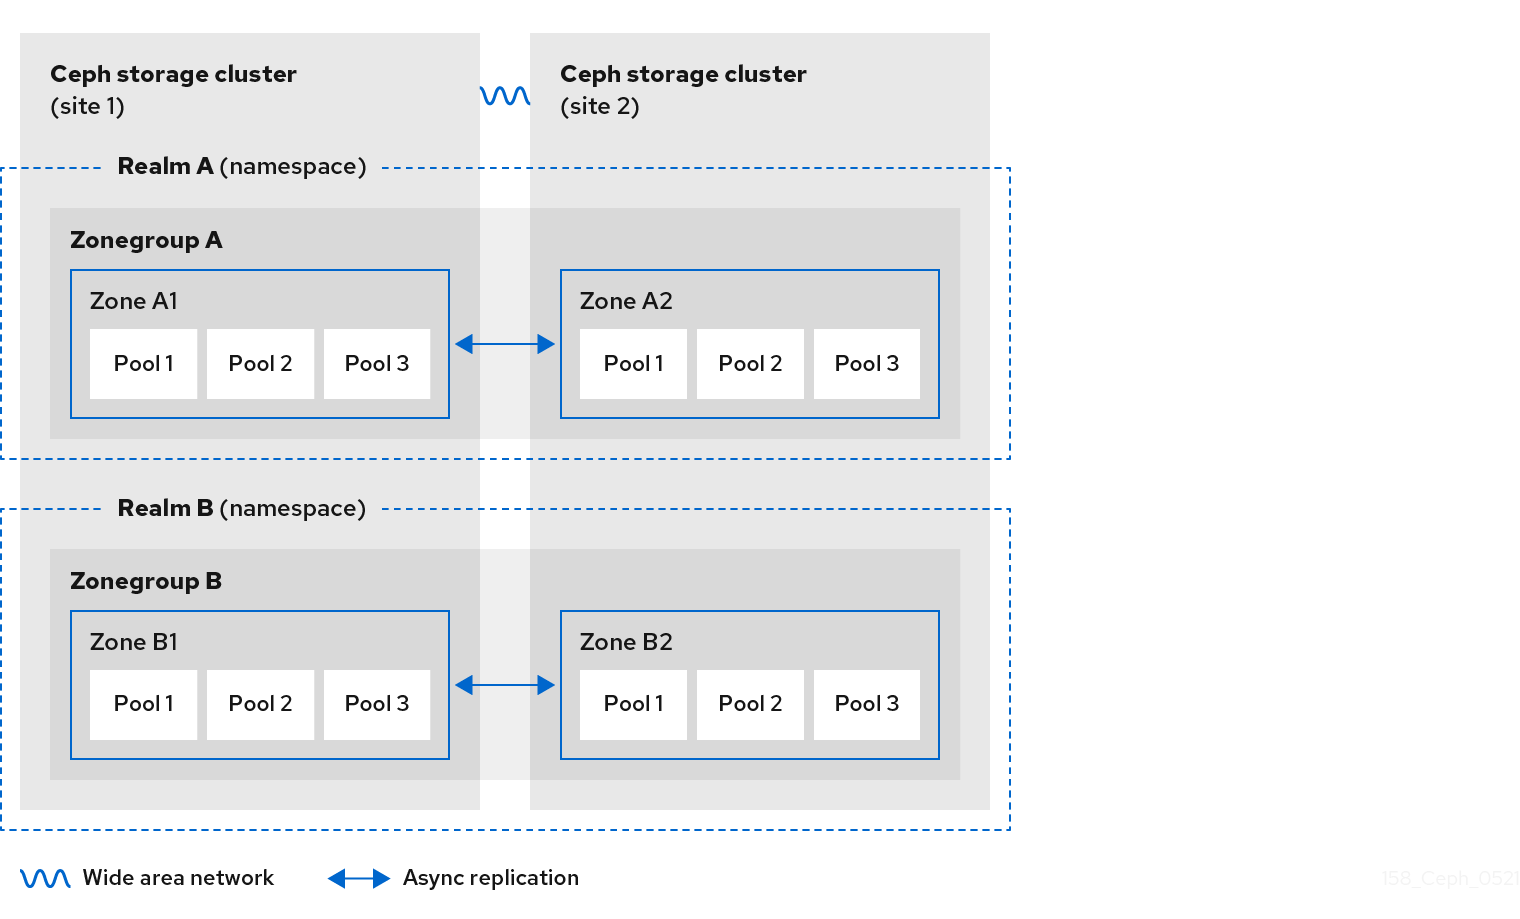 Ceph storage cluster
(site 1)
Ceph storage cluster
(site 2)
Realm A (namespace)
Zonegroup A
Zone A1
Pool 1
Pool 2
Pool 3
Zone A2
Pool 1
Pool 2
Pool 3
Realm B (namespace)
Zonegroup B
Zone B1
Pool 1
Pool 2
Pool 3
Zone B2
Pool 1
Pool 2
Pool 3
Wide area network
Async replication
158_Ceph_0521